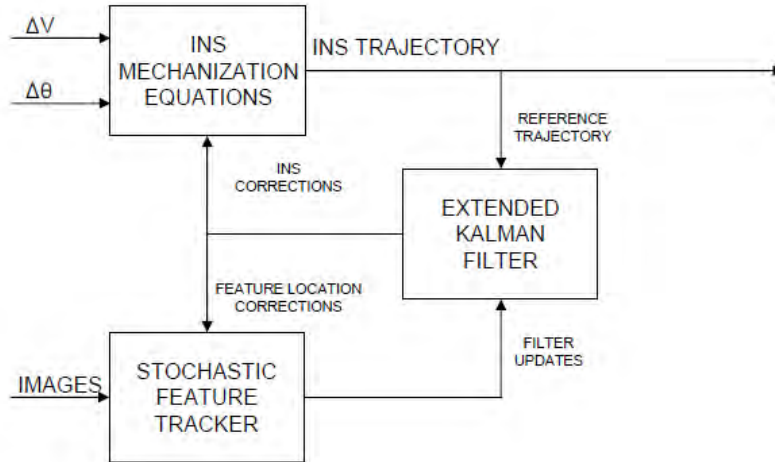 ΔV
INS
MECHANIZATION
EQUATIONS
INS TRAJECTORY
Δθ
REFERENCE
TRAJECTORY
INS
CORRECTIONS
EXTENDED
KALMAN
FILTER
FEATURE LOCATION
CORRECTIONS
FILTER
UPDATES
IMAGES
STOCHASTIC
FEATURE
TRACKER